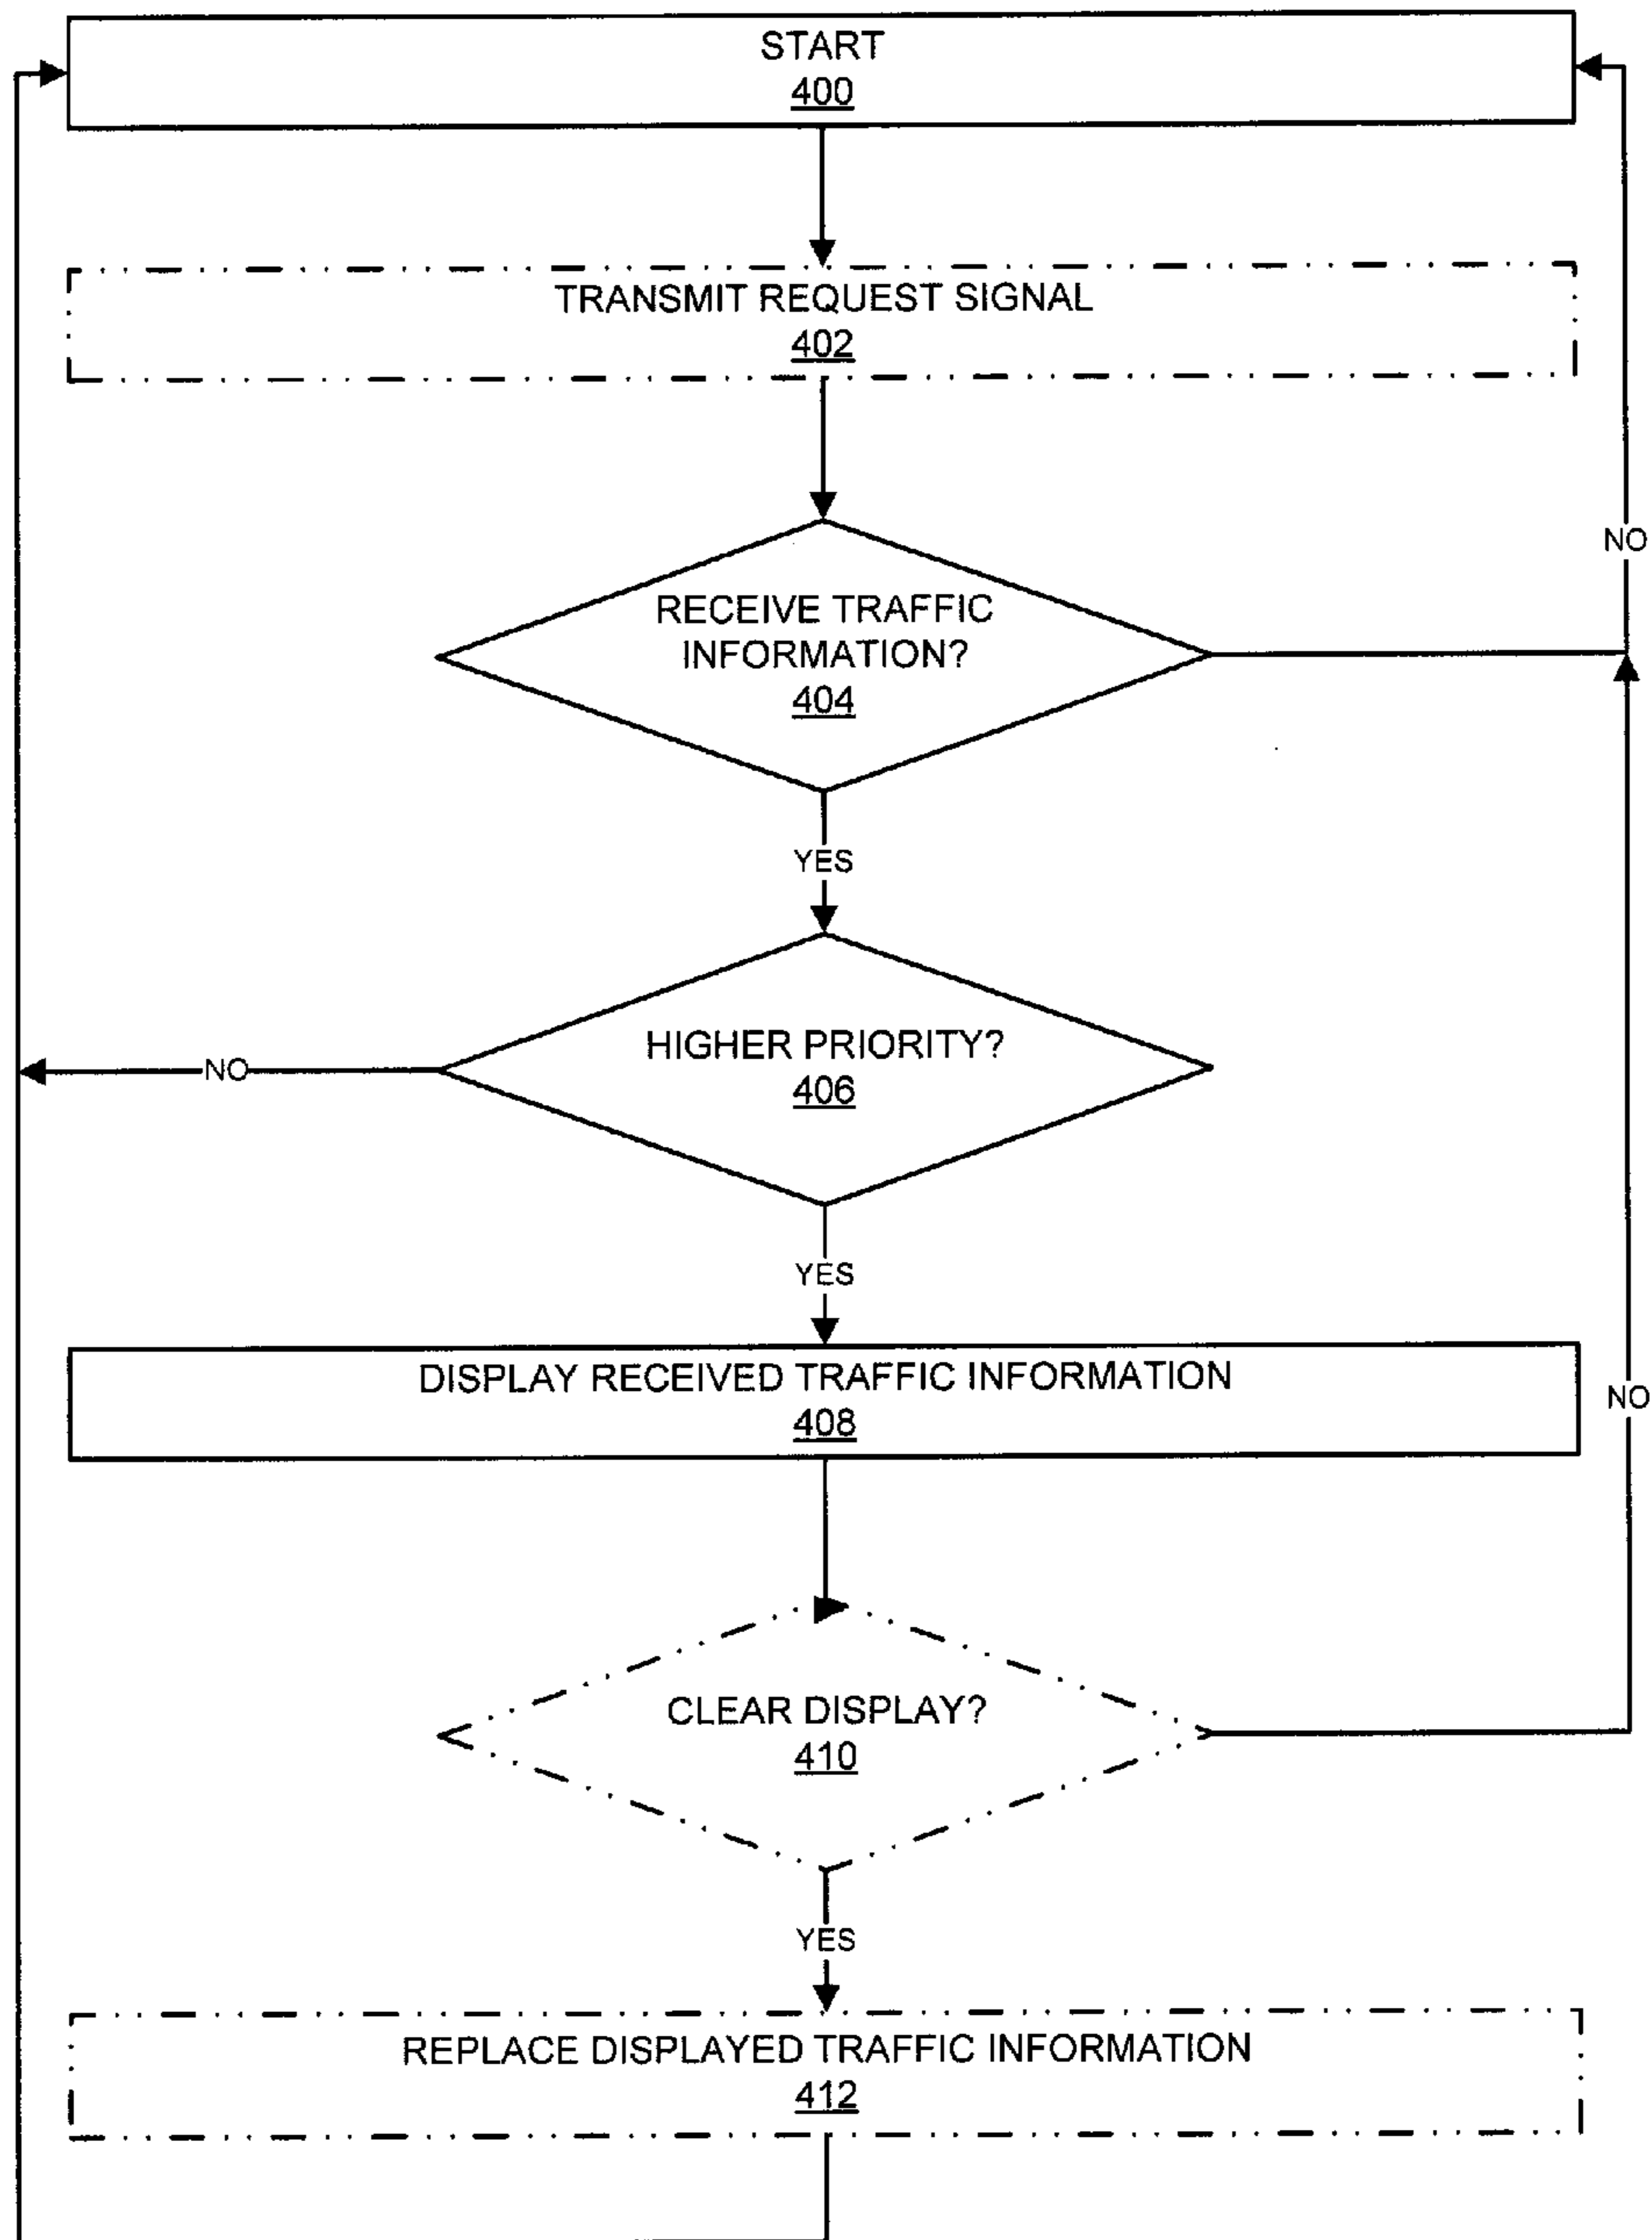 START
400
TRANSMIT REQUEST SIGNAL
402
NO
RECEIVE TRAFFIC
INFORMATION?
404
YES
HIGHER PRIORITY?
406
NO
YES
DISPLAY RECEIVED TRAFFIC INFORMATION
408
NO
CLEAR DISPLAY?
410
YES
REPLACE DISPLAYED TRAFFIC INFORMATION
412